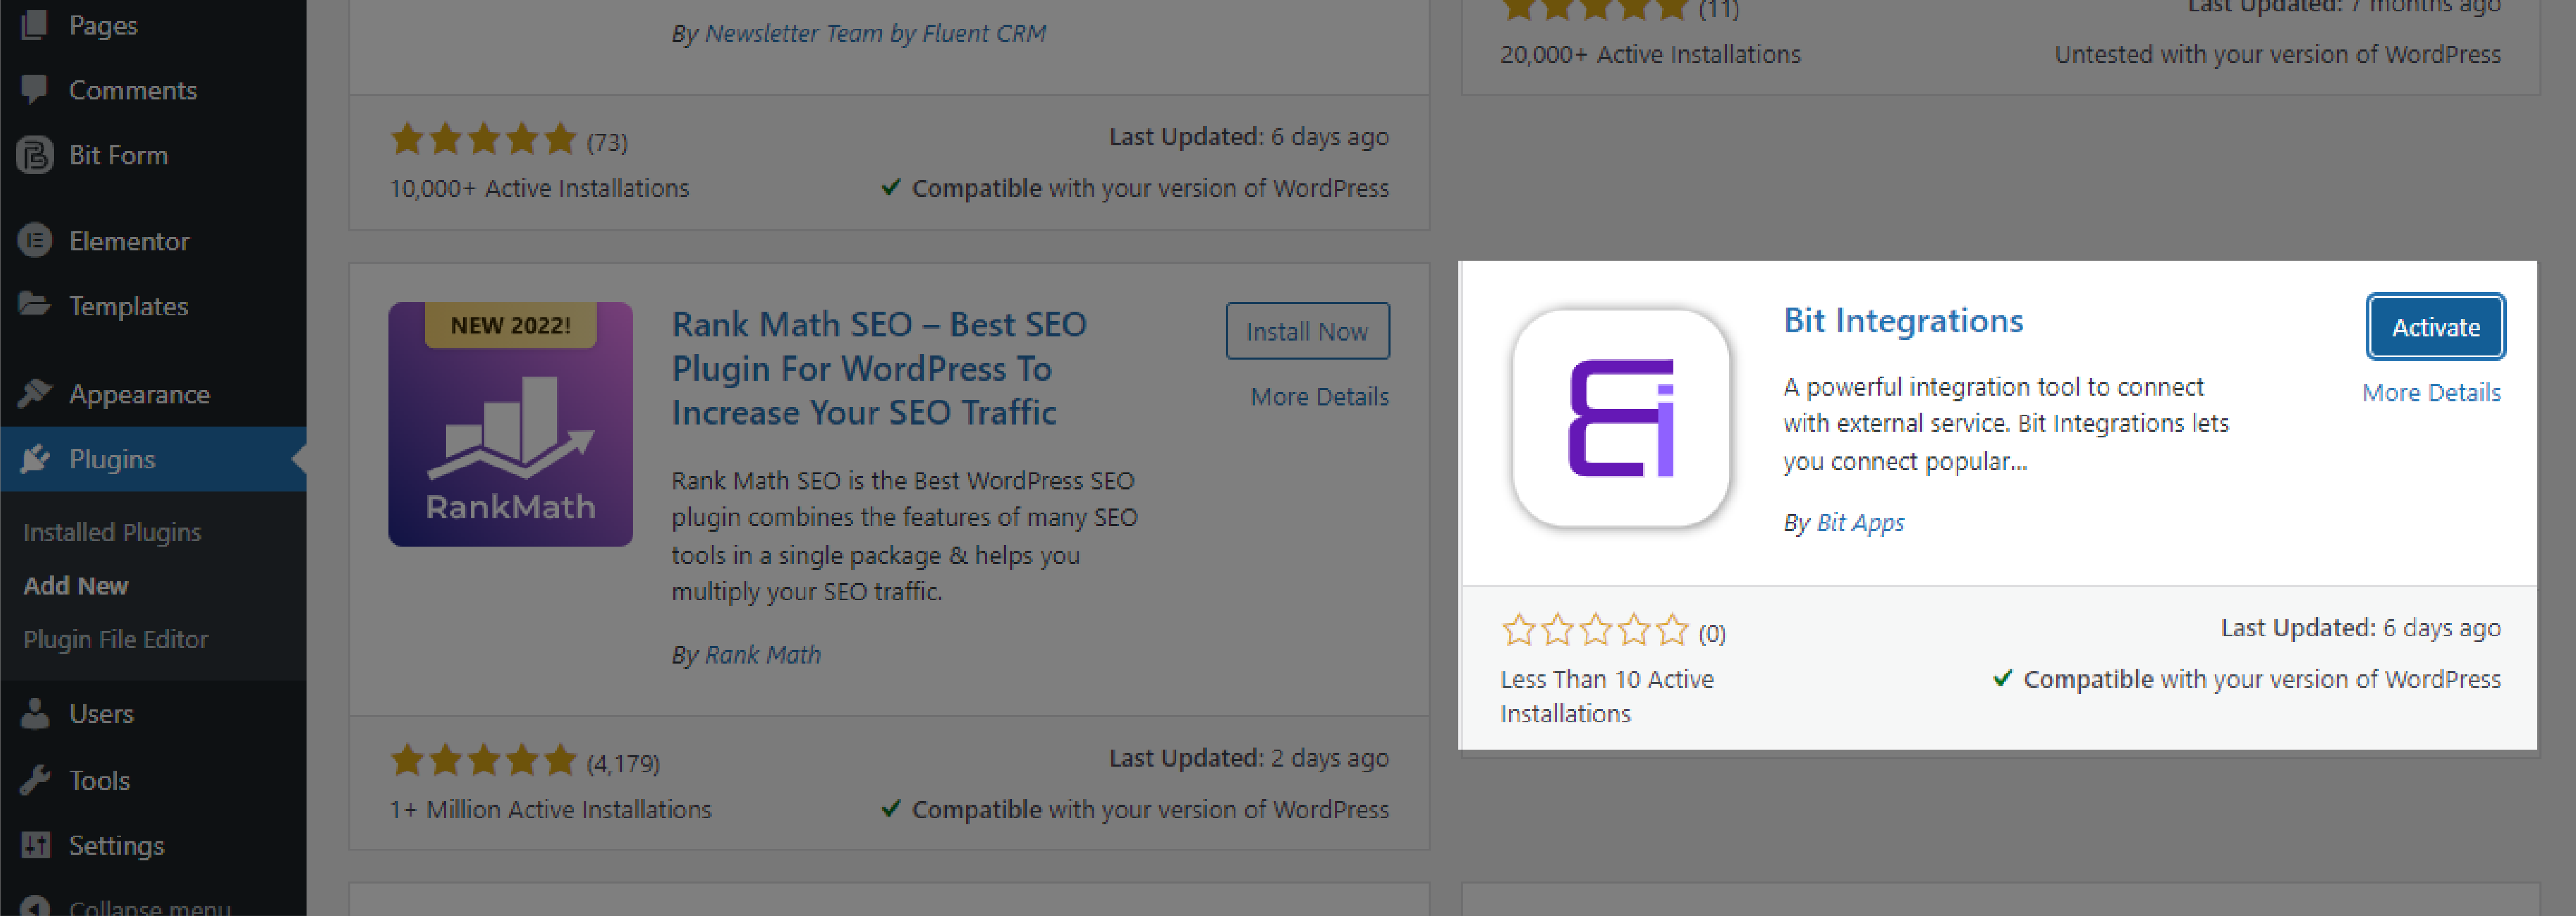 Pages
Comments
Bit Form
Elementor
Templates
Appearance
Plugins
Installed Plugins
Add New
Plugin File Editor
Users
Tools
Settings
Collapse menu
By Newsletter Team by Fluent CRM
(73)
Last Updated: 6 days ago
10,000+ Active Installations
Compatible with your version of WordPress
(11)
Last Updated: 7 months ago
20,000+ Active Installations
Untested with your version of WordPress
NEW 2022!
RankMath
Rank Math SEO – Best SEO
Plugin For WordPress To
Increase Your SEO Traffic
Install Now
More Details
Rank Math SEO is the Best WordPress SEO
plugin combines the features of many SEO
tools in a single package & helps you
multiply your SEO traffic.
By Rank Math
(4,179)
Last Updated: 2 days ago
1+ Million Active Installations
Compatible with your version of WordPress
Bit Integrations
Activate
More Details
A powerful integration tool to connect
with external service. Bit Integrations lets
you connect popular...
By Bit Apps
(0)
Last Updated: 6 days ago
Less Than 10 Active
Installations
Compatible with your version of WordPress